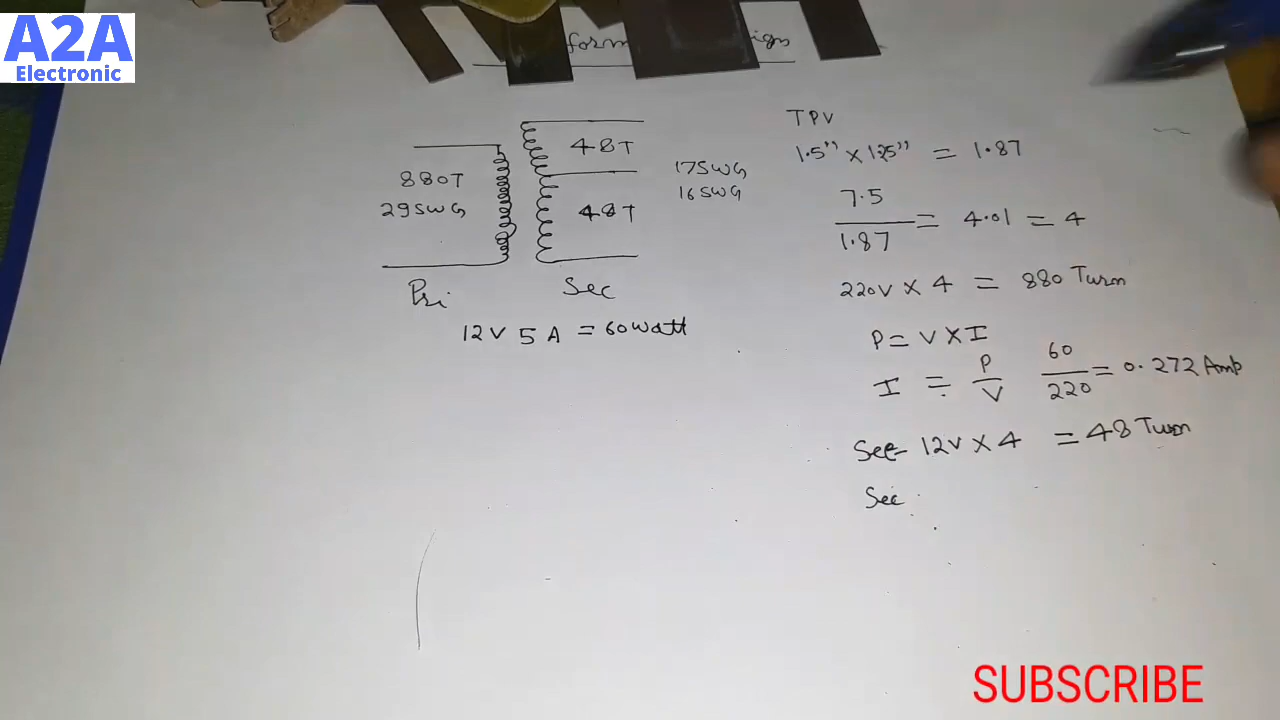 A2A
Electronic
form
ign
48T
880T
29SWG
17SWG
16SWG
48T
Pri
Sec
12V 5A = 60watt
TPV
1.5" x 1.25" = 1.87
7.5
1.87
= 4.01 = 4
220V x 4 = 880 Turn
P = V x I
I = P
V
60
220
= 0.272 Amp
Sec- 12V x 4 = 48 Turn
Sec
SUBSCRIBE